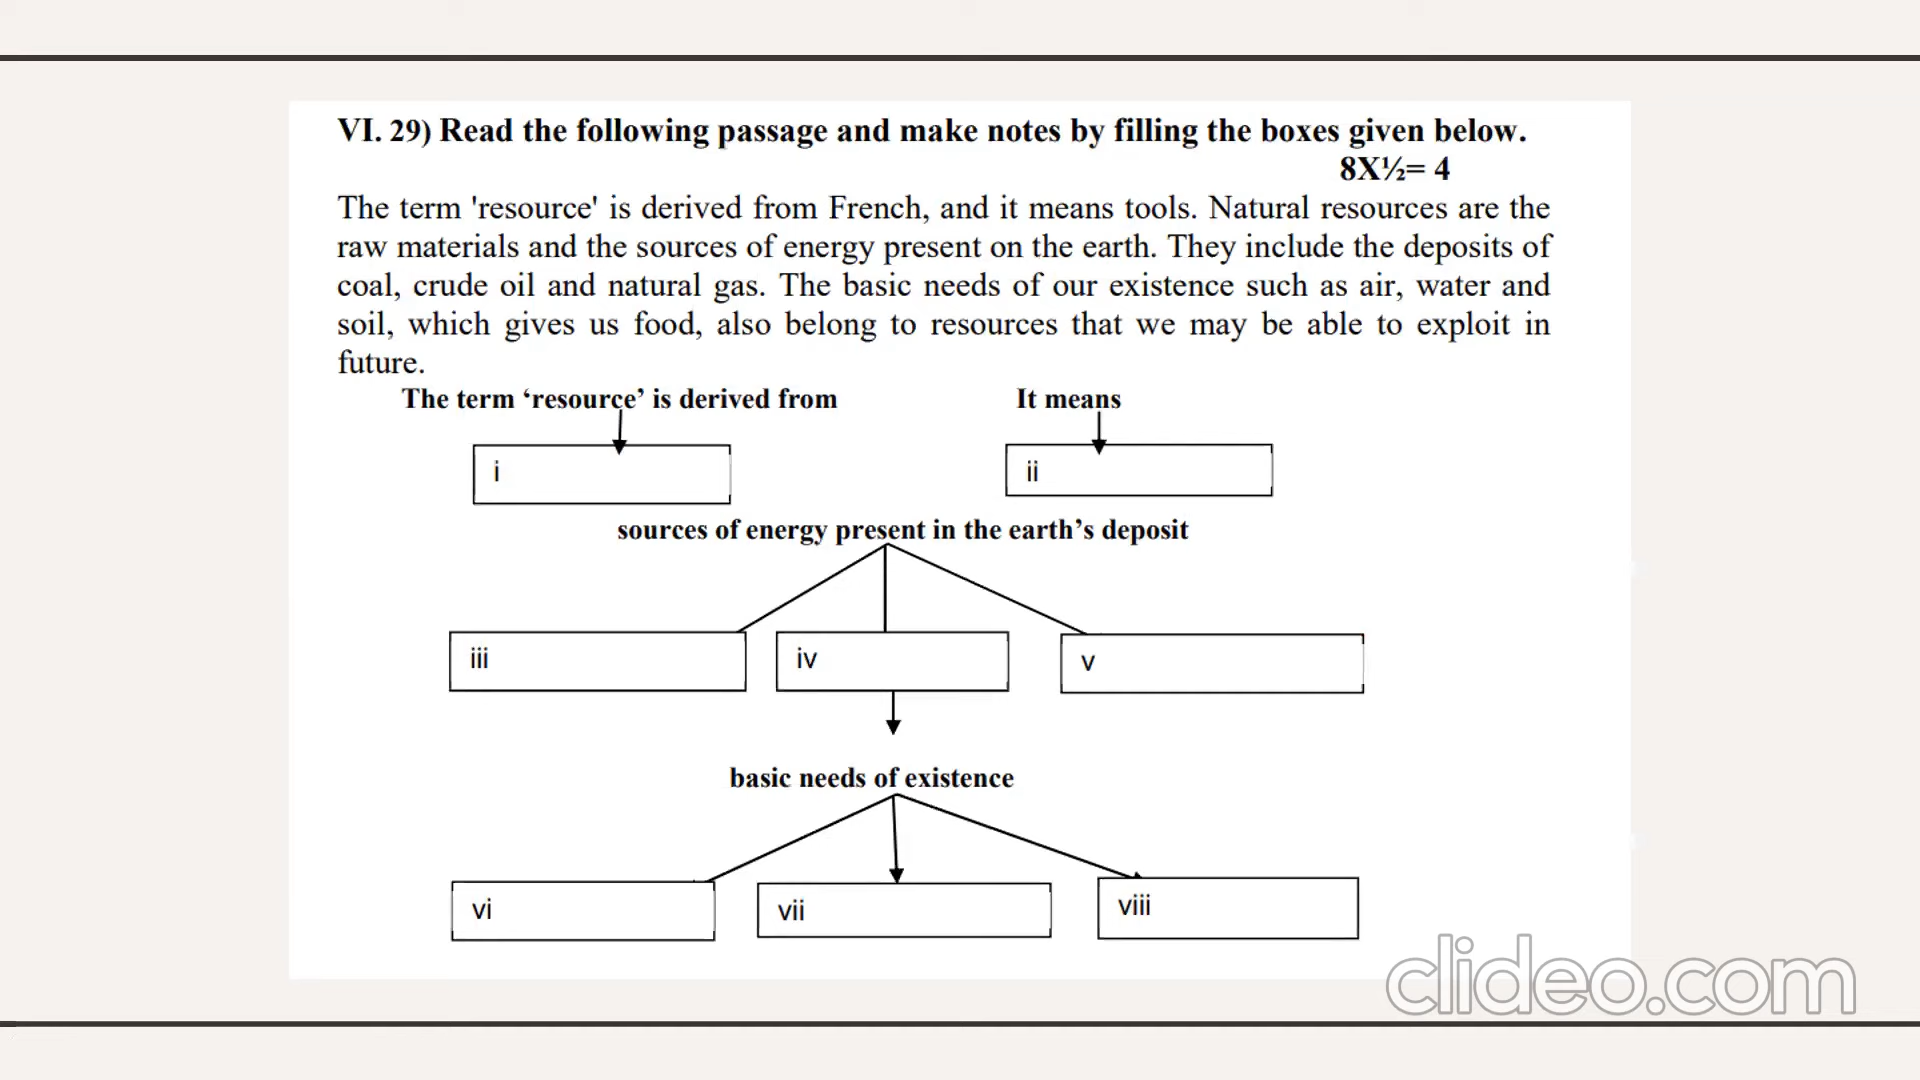 VI. 29) Read the following passage and make notes by filling the boxes given below.
8X½= 4
The term 'resource' is derived from French, and it means tools. Natural resources are the
raw materials and the sources of energy present on the earth. They include the deposits of
coal, crude oil and natural gas. The basic needs of our existence such as air, water and
soil, which gives us food, also belong to resources that we may be able to exploit in
future.
The term ‘resource’ is derived from It means
i ii
sources of energy present in the earth’s deposit
iii iv v
basic needs of existence
vi vii viii
clideo.com